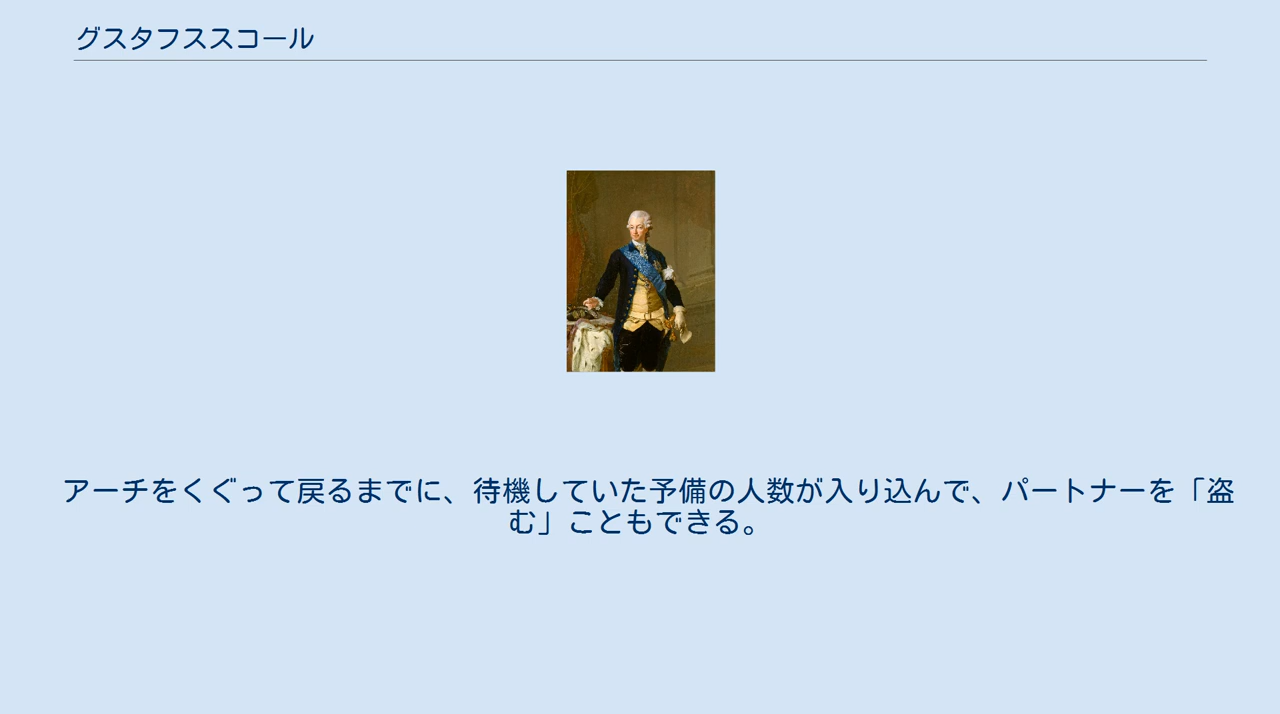 グスタフススコール
アーチをくぐって戻るまでに、待機していた予備の人数が入り込んで、パートナーを「盗
む」こともできる。